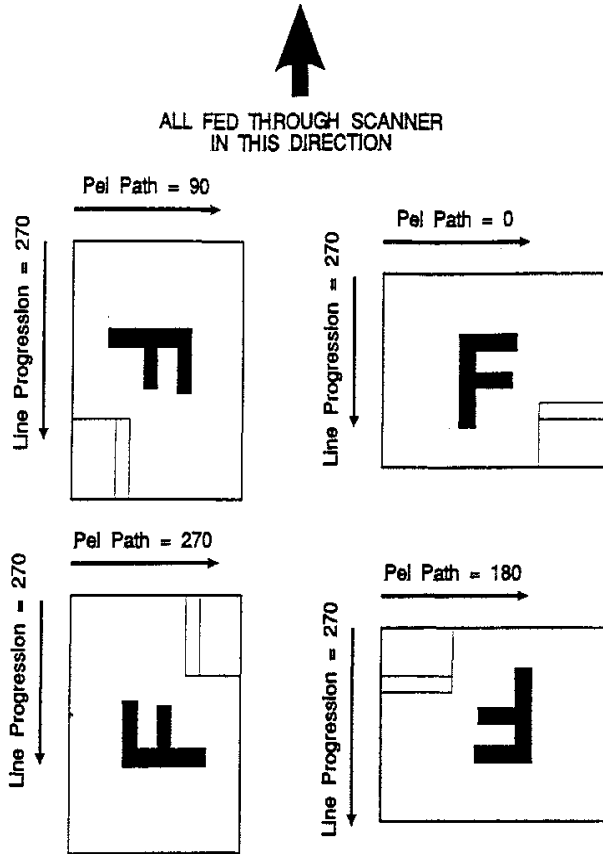 ALL FED THROUGH SCANNER
IN THIS DIRECTION
Pel Path = 90
Line Progression = 270
F
Pel Path = 0
Line Progression = 270
F
Pel Path = 270
Line Progression = 270
F
Pel Path = 180
Line Progression = 270
F